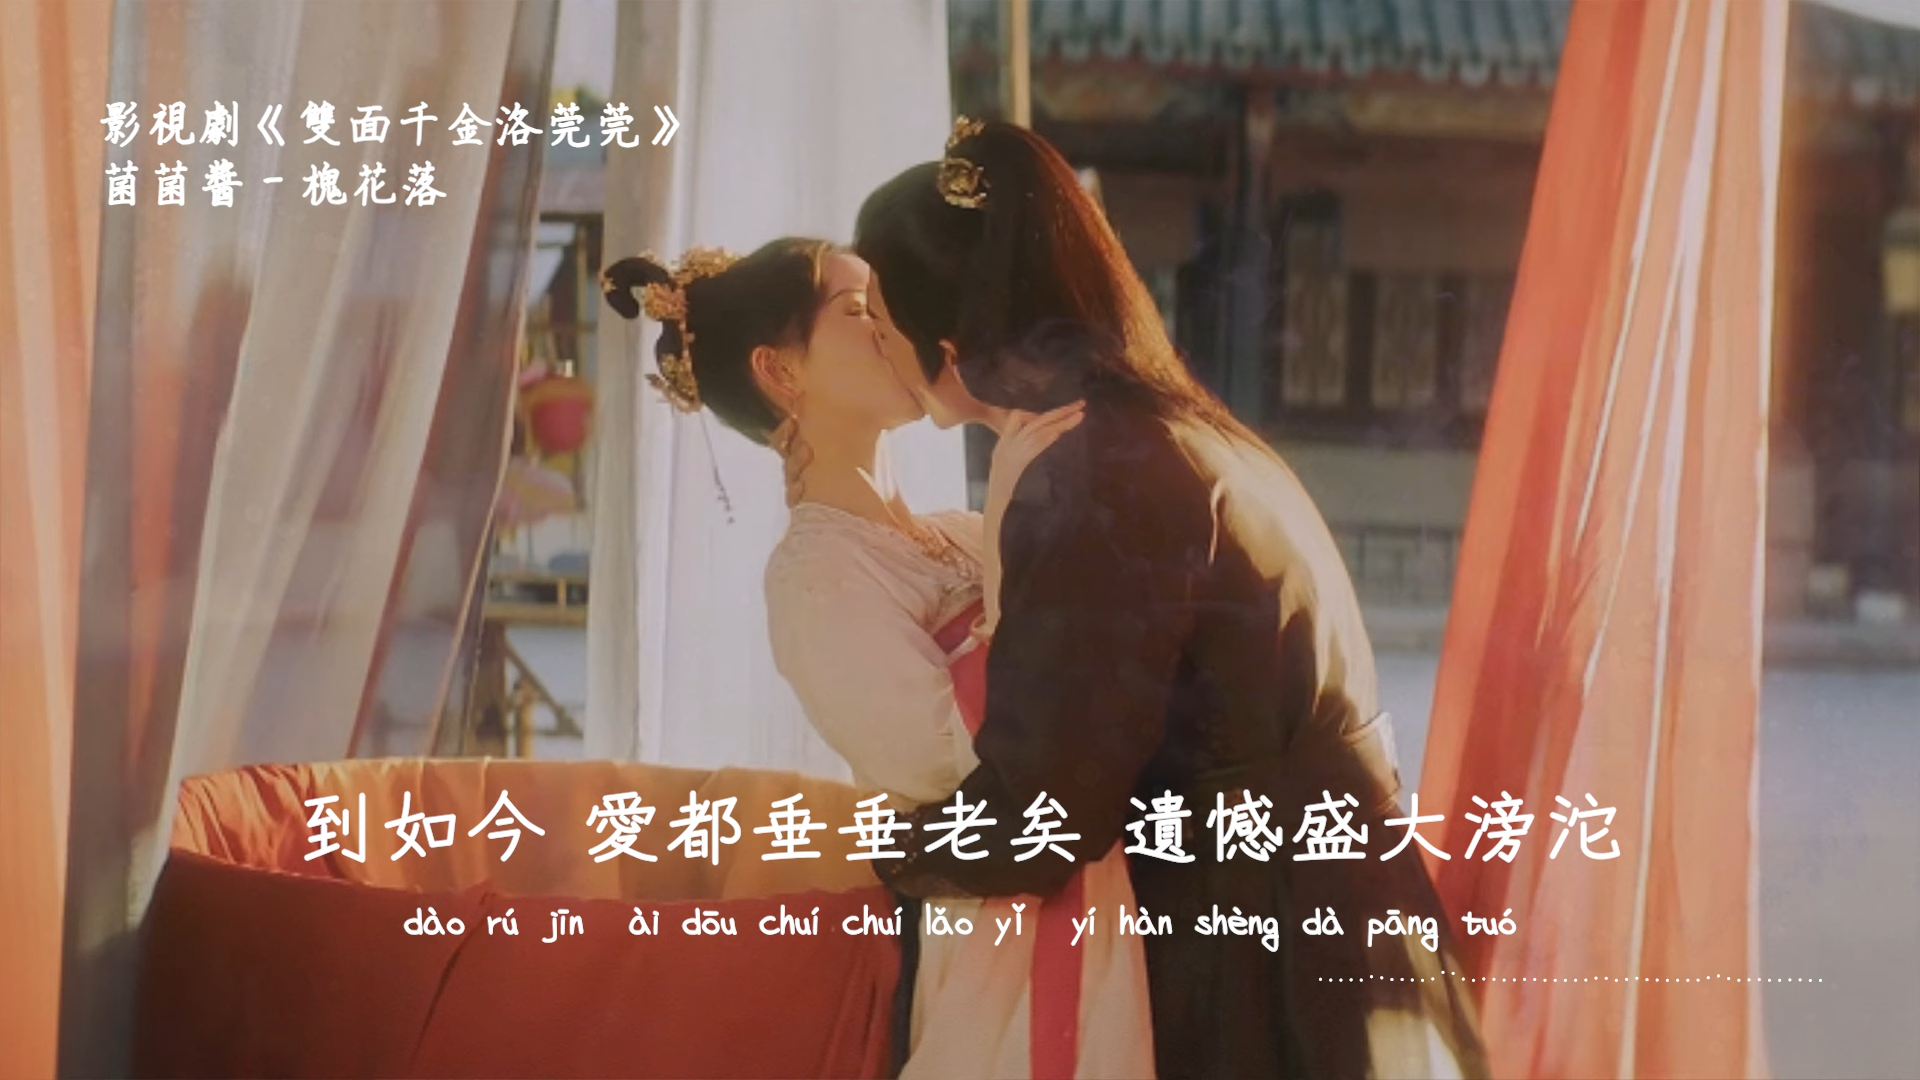 影視劇《雙面千金洛莞莞》
菌菌醬 - 槐花落
到如今 愛都垂垂老矣 遺憾盛大滂沱
dào rú jīn ài dōu chuí chuí lǎo yǐ yí hàn shèng dà pāng tuó